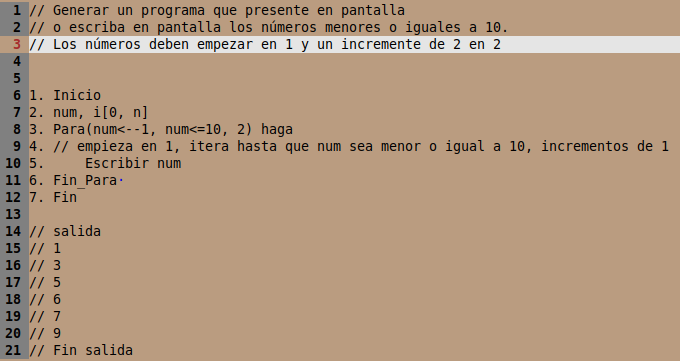 1 // Generar un programa que presente en pantalla
2 // o escriba en pantalla los números menores o iguales a 10.
3 // Los números deben empezar en 1 y un incremente de 2 en 2
4
5
6 1. Inicio
7 2. num, i[0, n]
8 3. Para(num<--1, num<=10, 2) haga
9 4. // empieza en 1, itera hasta que num sea menor o igual a 10, incrementos de 1
10 5.     Escribir num
11 6. Fin_Para·
12 7. Fin
13
14 // salida
15 // 1
16 // 3
17 // 5
18 // 6
19 // 7
20 // 9
21 // Fin salida